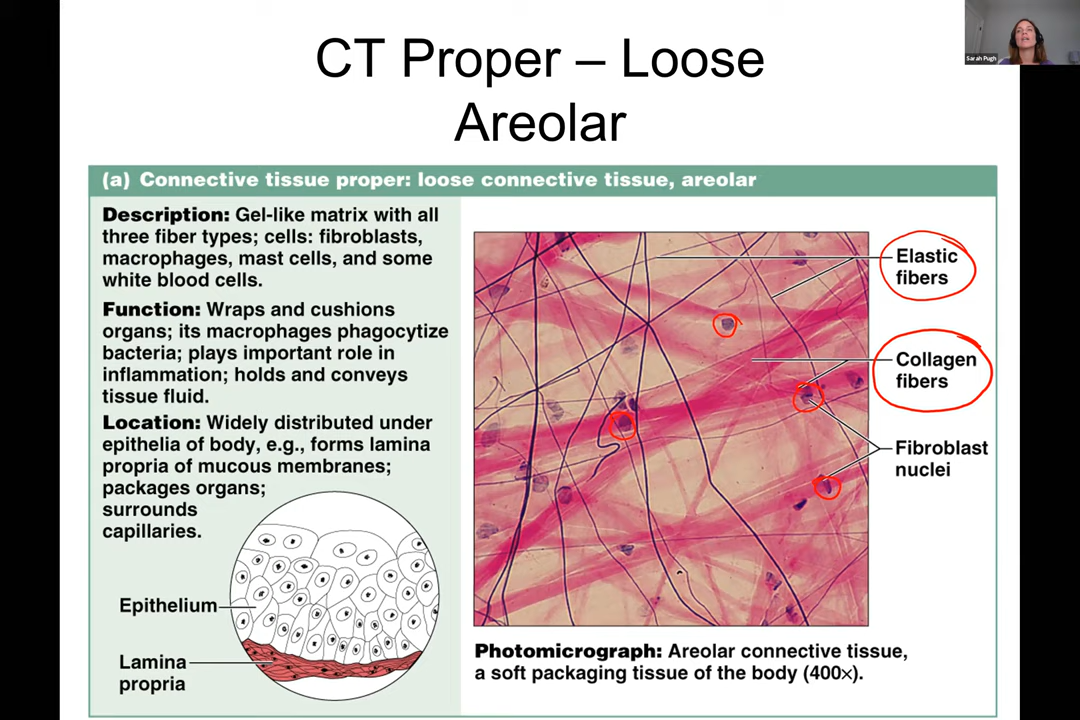 CT Proper – Loose
Areolar
Sarah Pugh
(a) Connective tissue proper: loose connective tissue, areolar
Description: Gel-like matrix with all
three fiber types; cells: fibroblasts,
macrophages, mast cells, and some
white blood cells.
Function: Wraps and cushions
organs; its macrophages phagocytize
bacteria; plays important role in
inflammation; holds and conveys
tissue fluid.
Location: Widely distributed under
epithelia of body, e.g., forms lamina
propria of mucous membranes;
packages organs;
surrounds
capillaries.
Epithelium
Lamina
propria
Elastic
fibers
Collagen
fibers
Fibroblast
nuclei
Photomicrograph: Areolar connective tissue,
a soft packaging tissue of the body (400×).